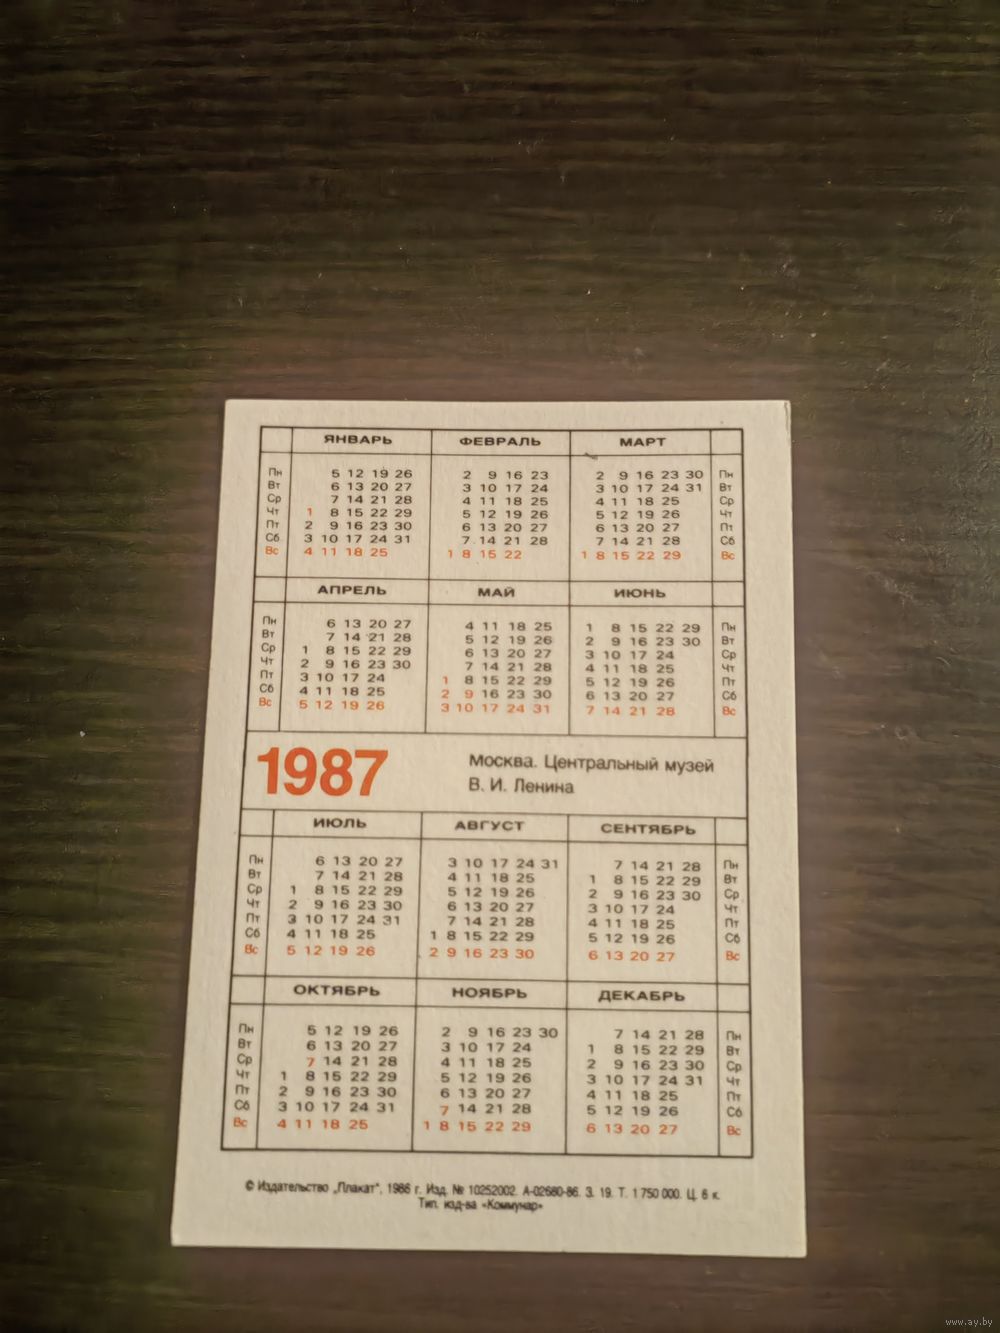 ЯНВАРЬ ФЕВРАЛЬ МАРТ
Пн 5 12 19 26 2 9 16 23 2 9 16 23 30 Пн
Вт 6 13 20 27 3 10 17 24 3 10 17 24 31 Вт
Ср 7 14 21 28 4 11 18 25 4 11 18 25 Ср
Чт 1 8 15 22 29 5 12 19 26 5 12 19 26 Чт
Пт 2 9 16 23 30 6 13 20 27 6 13 20 27 Пт
Сб 3 10 17 24 31 7 14 21 28 7 14 21 28 Сб
Вс 4 11 18 25 1 8 15 22 1 8 15 22 29 Вс
АПРЕЛЬ МАЙ ИЮНЬ
Пн 6 13 20 27 4 11 18 25 1 8 15 22 29 Пн
Вт 7 14 21 28 5 12 19 26 2 9 16 23 30 Вт
Ср 1 8 15 22 29 6 13 20 27 3 10 17 24 Ср
Чт 2 9 16 23 30 7 14 21 28 4 11 18 25 Чт
Пт 3 10 17 24 1 8 15 22 29 5 12 19 26 Пт
Сб 4 11 18 25 2 9 16 23 30 6 13 20 27 Сб
Вс 5 12 19 26 3 10 17 24 31 7 14 21 28 Вс
1987 Москва. Центральный музей
В. И. Ленина
ИЮЛЬ АВГУСТ СЕНТЯБРЬ
Пн 6 13 20 27 3 10 17 24 31 7 14 21 28 Пн
Вт 7 14 21 28 4 11 18 25 1 8 15 22 29 Вт
Ср 1 8 15 22 29 5 12 19 26 2 9 16 23 30 Ср
Чт 2 9 16 23 30 6 13 20 27 3 10 17 24 Чт
Пт 3 10 17 24 31 7 14 21 28 4 11 18 25 Пт
Сб 4 11 18 25 1 8 15 22 29 5 12 19 26 Сб
Вс 5 12 19 26 2 9 16 23 30 6 13 20 27 Вс
ОКТЯБРЬ НОЯБРЬ ДЕКАБРЬ
Пн 5 12 19 26 2 9 16 23 30 7 14 21 28 Пн
Вт 6 13 20 27 3 10 17 24 1 8 15 22 29 Вт
Ср 7 14 21 28 4 11 18 25 2 9 16 23 30 Ср
Чт 1 8 15 22 29 5 12 19 26 3 10 17 24 31 Чт
Пт 2 9 16 23 30 6 13 20 27 4 11 18 25 Пт
Сб 3 10 17 24 31 7 14 21 28 5 12 19 26 Сб
Вс 4 11 18 25 1 8 15 22 29 6 13 20 27 Вс
© Издательство „Плакат“, 1986 г. Изд. № 10252002. А-02680-86. З. 19. Т. 1 750 000. Ц. 6 к.
Тип. изд-ва «Коммунар»
www.ay.by